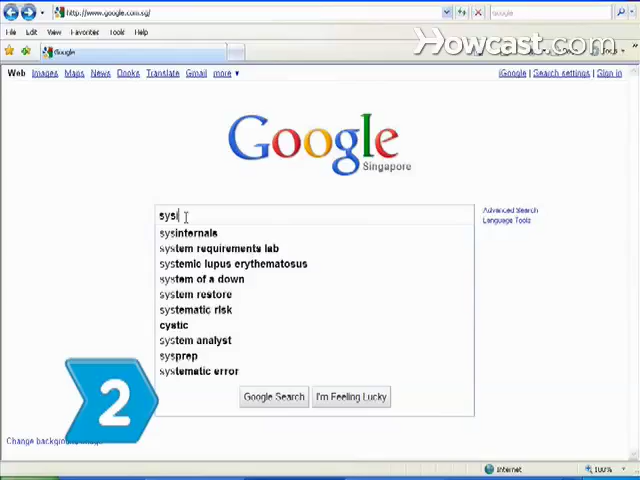 http://www.google.com.sg/
Google
File Edit View Favorites Tools Help
Google
Howcast.com
Web Images Maps News Books Translate Gmail more ▼
iGoogle | Search settings | Sign in
Google
Singapore
sysi
Advanced Search
Language Tools
sysinternals
system requirements lab
systemic lupus erythematosus
system of a down
system restore
systematic risk
cystic
system analyst
sysprep
systematic error
Google Search
I'm Feeling Lucky
2
Change background image
Internet
100%